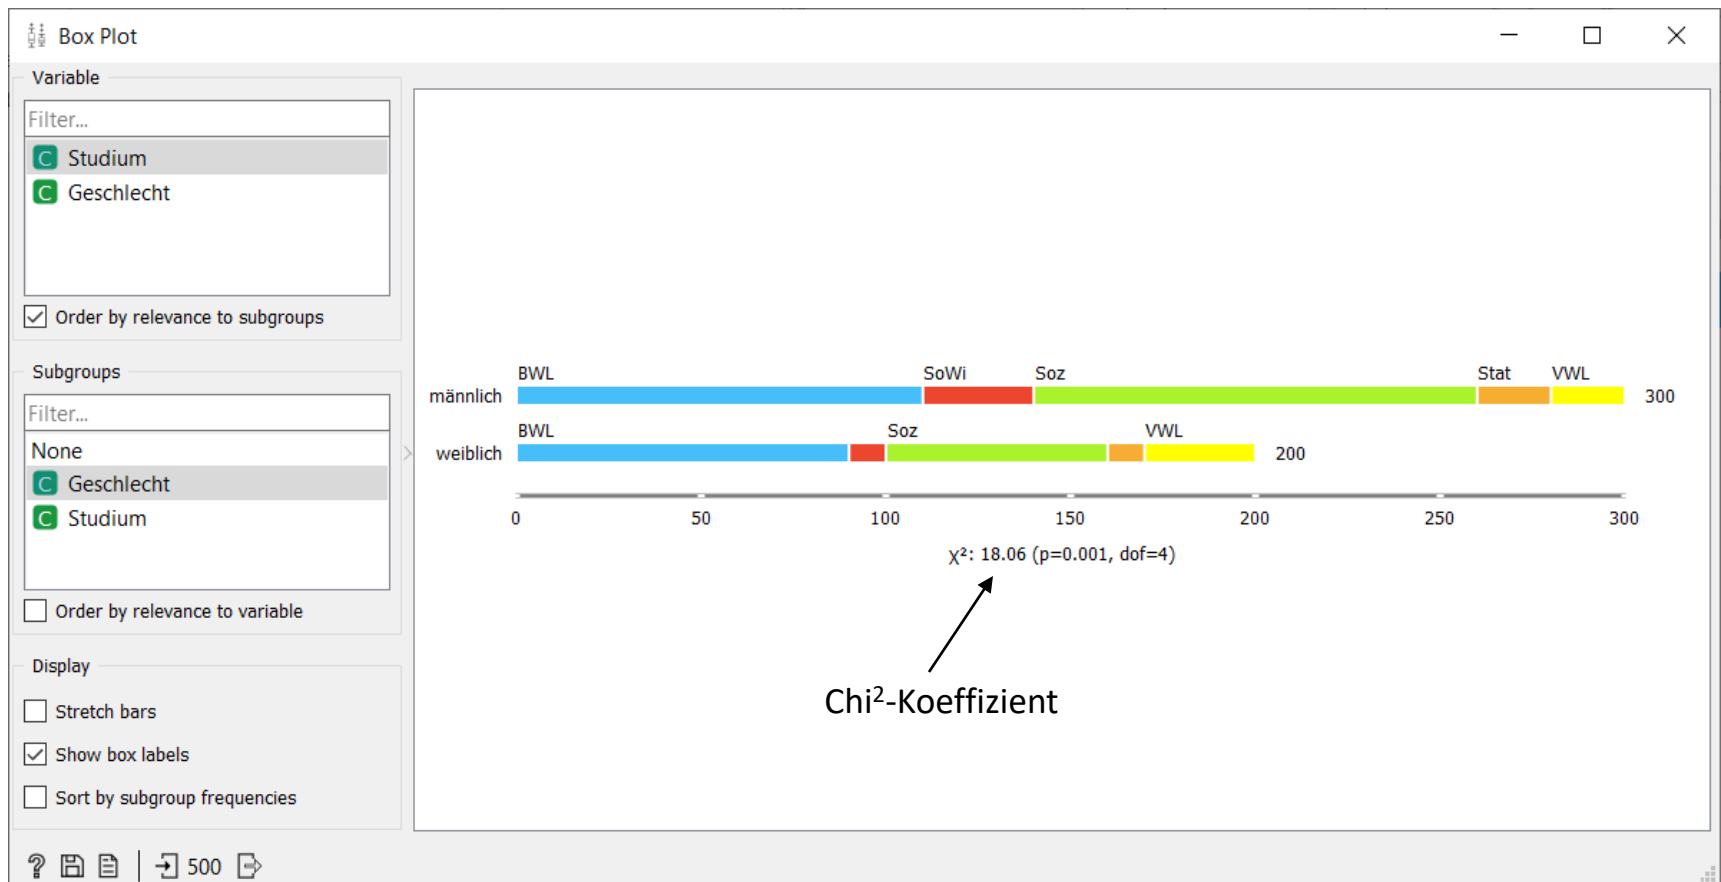 Box Plot
Variable
Filter...
C Studium
C Geschlecht
Order by relevance to subgroups
Subgroups
Filter...
None
C Geschlecht
C Studium
Order by relevance to variable
Display
Stretch bars
Show box labels
Sort by subgroup frequencies
? 500
BWL SoWi Soz Stat VWL
männlich 300
BWL Soz VWL
weiblich 200
0 50 100 150 200 250 300
χ²: 18.06 (p=0.001, dof=4)
Chi²-Koeffizient